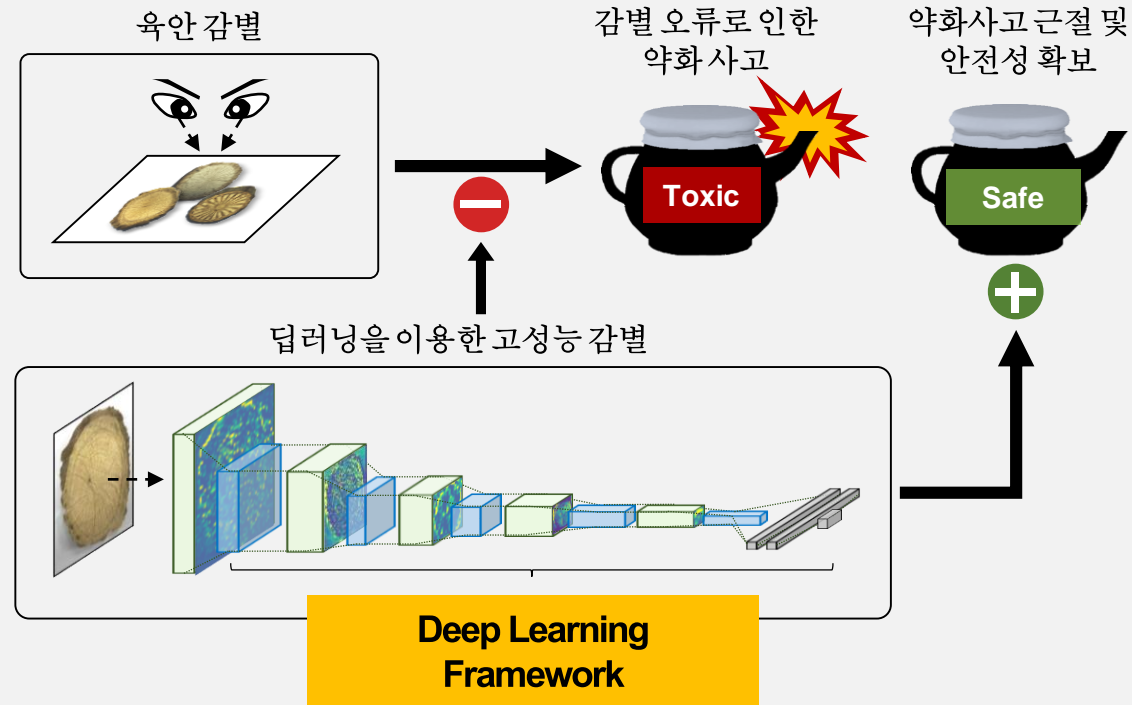 육안 감별
감별 오류로 인한
약화 사고
약화사고 근절 및
안전성 확보
Toxic
Safe
딥러닝을 이용한 고성능 감별
Deep Learning
Framework